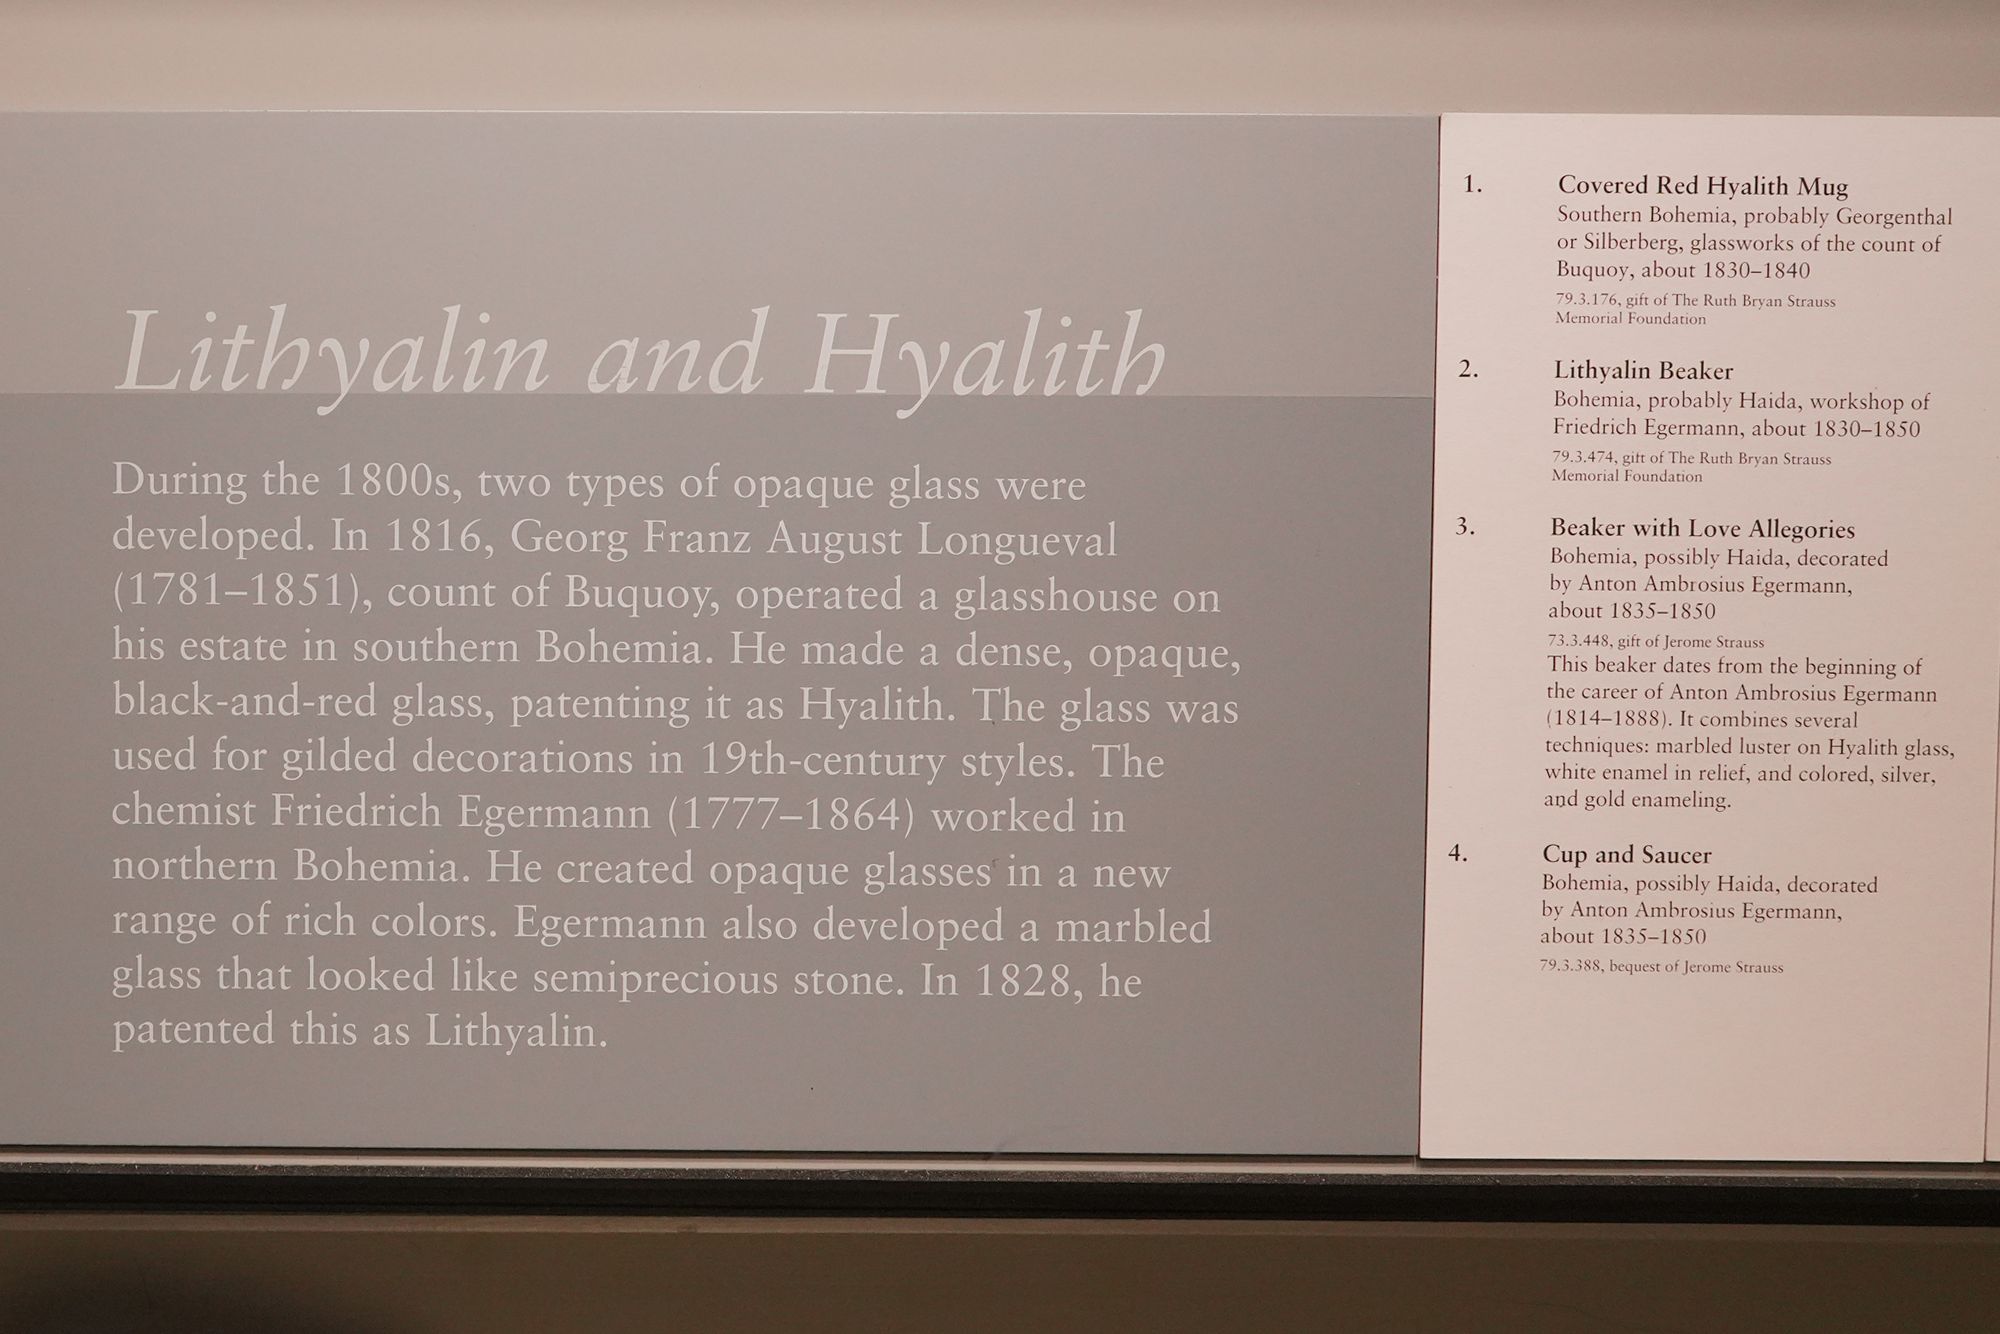 Lithyalin and Hyalith
During the 1800s, two types of opaque glass were
developed. In 1816, Georg Franz August Longueval
(1781–1851), count of Buquoy, operated a glasshouse on
his estate in southern Bohemia. He made a dense, opaque,
black-and-red glass, patenting it as Hyalith. The glass was
used for gilded decorations in 19th-century styles. The
chemist Friedrich Egermann (1777–1864) worked in
northern Bohemia. He created opaque glasses in a new
range of rich colors. Egermann also developed a marbled
glass that looked like semiprecious stone. In 1828, he
patented this as Lithyalin.
1. Covered Red Hyalith Mug
Southern Bohemia, probably Georgenthal
or Silberberg, glassworks of the count of
Buquoy, about 1830–1840
79.3.176, gift of The Ruth Bryan Strauss
Memorial Foundation
2. Lithyalin Beaker
Bohemia, probably Haida, workshop of
Friedrich Egermann, about 1830–1850
79.3.474, gift of The Ruth Bryan Strauss
Memorial Foundation
3. Beaker with Love Allegories
Bohemia, possibly Haida, decorated
by Anton Ambrosius Egermann,
about 1835–1850
73.3.448, gift of Jerome Strauss
This beaker dates from the beginning of
the career of Anton Ambrosius Egermann
(1814–1888). It combines several
techniques: marbled luster on Hyalith glass,
white enamel in relief, and colored, silver,
and gold enameling.
4. Cup and Saucer
Bohemia, possibly Haida, decorated
by Anton Ambrosius Egermann,
about 1835–1850
79.3.388, bequest of Jerome Strauss